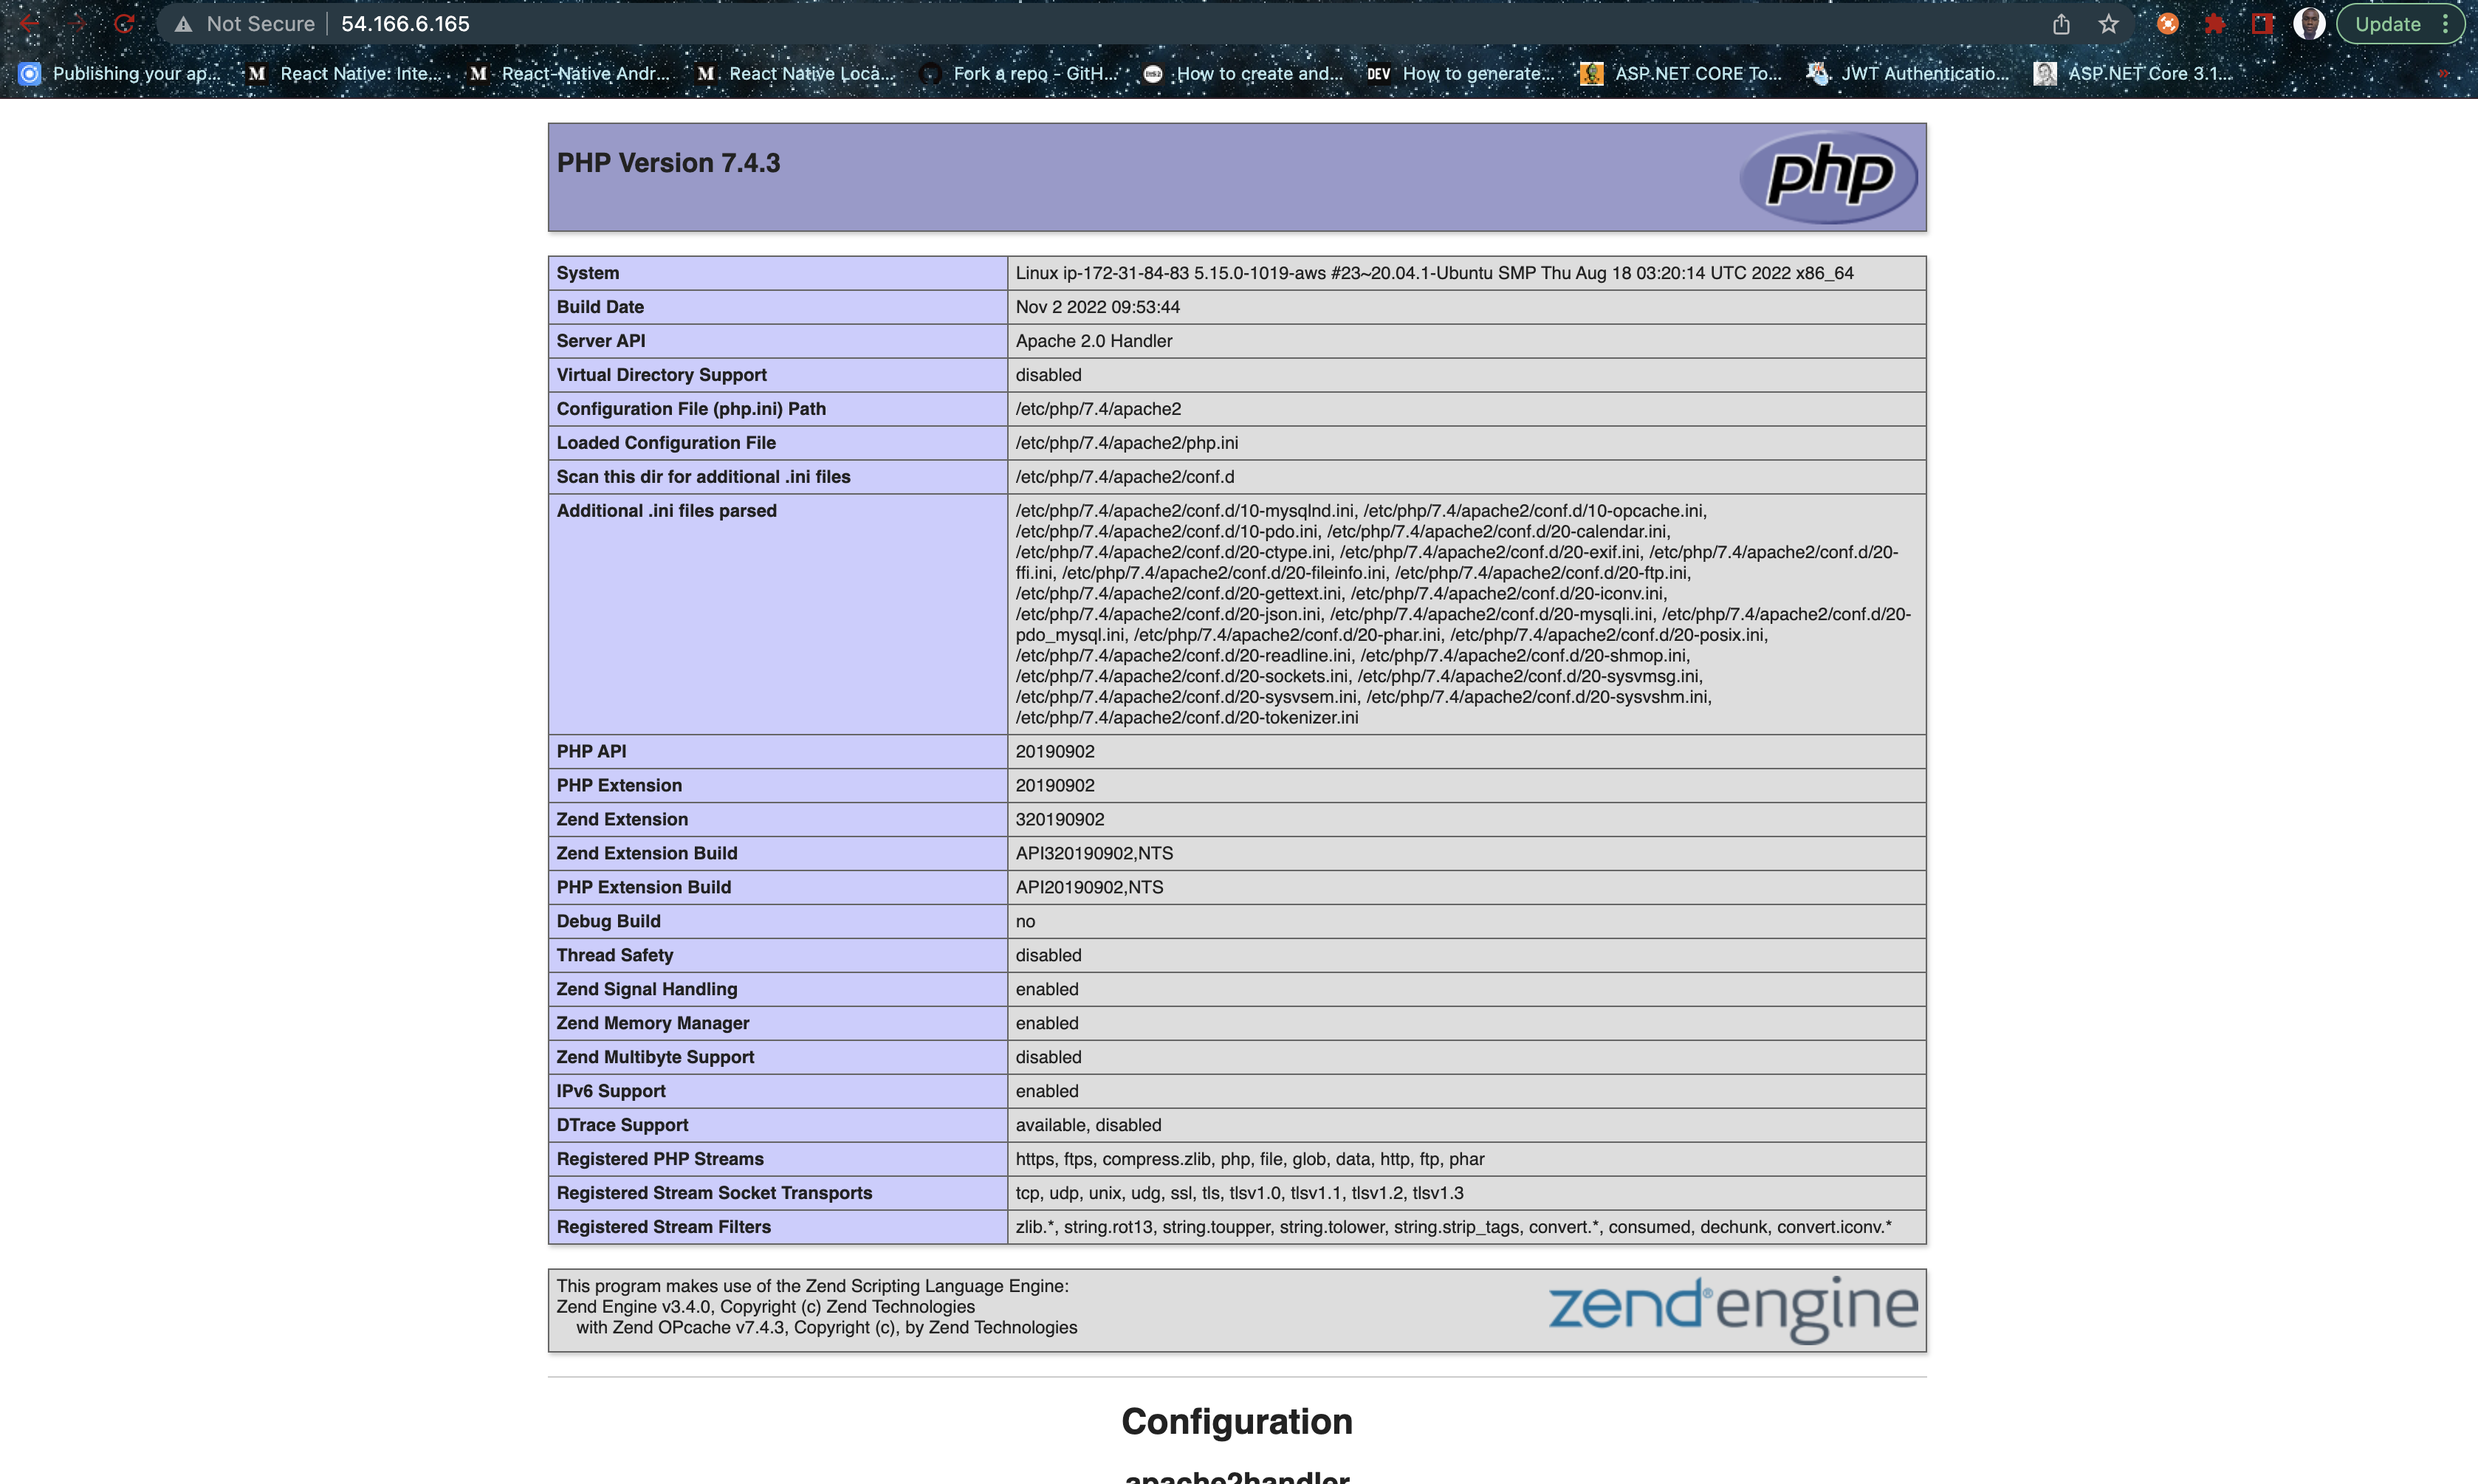 Not Secure 54.166.6.165 Update
Publishing your ap... React Native: Inte... React-Native Andr... React Native Loca... Fork a repo - GitH... How to create and... DEV How to generate... ASP.NET CORE To... JWT Authenticatio... ASP.NET Core 3.1...
PHP Version 7.4.3
php
System Linux ip-172-31-84-83 5.15.0-1019-aws #23~20.04.1-Ubuntu SMP Thu Aug 18 03:20:14 UTC 2022 x86_64
Build Date Nov 2 2022 09:53:44
Server API Apache 2.0 Handler
Virtual Directory Support disabled
Configuration File (php.ini) Path /etc/php/7.4/apache2
Loaded Configuration File /etc/php/7.4/apache2/php.ini
Scan this dir for additional .ini files /etc/php/7.4/apache2/conf.d
Additional .ini files parsed /etc/php/7.4/apache2/conf.d/10-mysqlnd.ini, /etc/php/7.4/apache2/conf.d/10-opcache.ini,
/etc/php/7.4/apache2/conf.d/10-pdo.ini, /etc/php/7.4/apache2/conf.d/20-calendar.ini,
/etc/php/7.4/apache2/conf.d/20-ctype.ini, /etc/php/7.4/apache2/conf.d/20-exif.ini, /etc/php/7.4/apache2/conf.d/20-
ffi.ini, /etc/php/7.4/apache2/conf.d/20-fileinfo.ini, /etc/php/7.4/apache2/conf.d/20-ftp.ini,
/etc/php/7.4/apache2/conf.d/20-gettext.ini, /etc/php/7.4/apache2/conf.d/20-iconv.ini,
/etc/php/7.4/apache2/conf.d/20-json.ini, /etc/php/7.4/apache2/conf.d/20-mysqli.ini, /etc/php/7.4/apache2/conf.d/20-
pdo_mysql.ini, /etc/php/7.4/apache2/conf.d/20-phar.ini, /etc/php/7.4/apache2/conf.d/20-posix.ini,
/etc/php/7.4/apache2/conf.d/20-readline.ini, /etc/php/7.4/apache2/conf.d/20-shmop.ini,
/etc/php/7.4/apache2/conf.d/20-sockets.ini, /etc/php/7.4/apache2/conf.d/20-sysvmsg.ini,
/etc/php/7.4/apache2/conf.d/20-sysvsem.ini, /etc/php/7.4/apache2/conf.d/20-sysvshm.ini,
/etc/php/7.4/apache2/conf.d/20-tokenizer.ini
PHP API 20190902
PHP Extension 20190902
Zend Extension 320190902
Zend Extension Build API320190902,NTS
PHP Extension Build API20190902,NTS
Debug Build no
Thread Safety disabled
Zend Signal Handling enabled
Zend Memory Manager enabled
Zend Multibyte Support disabled
IPv6 Support enabled
DTrace Support available, disabled
Registered PHP Streams https, ftps, compress.zlib, php, file, glob, data, http, ftp, phar
Registered Stream Socket Transports tcp, udp, unix, udg, ssl, tls, tlsv1.0, tlsv1.1, tlsv1.2, tlsv1.3
Registered Stream Filters zlib.*, string.rot13, string.toupper, string.tolower, string.strip_tags, convert.*, consumed, dechunk, convert.iconv.*
This program makes use of the Zend Scripting Language Engine:
Zend Engine v3.4.0, Copyright (c) Zend Technologies
with Zend OPcache v7.4.3, Copyright (c), by Zend Technologies
zend® engine
Configuration
apache2handler